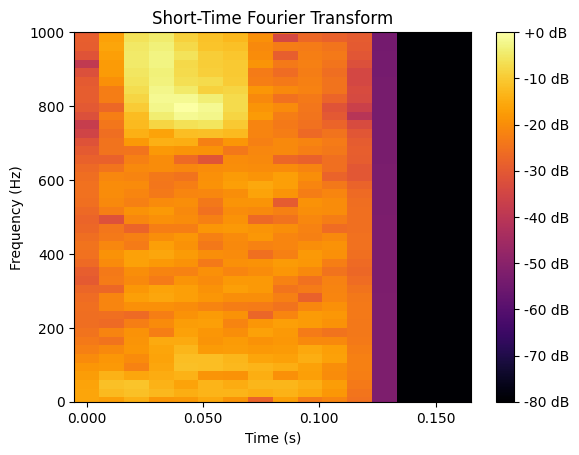 Short-Time Fourier Transform
1000
800
600
400
200
0
Frequency (Hz)
0.000
0.050
0.100
0.150
Time (s)
+0 dB
-10 dB
-20 dB
-30 dB
-40 dB
-50 dB
-60 dB
-70 dB
-80 dB